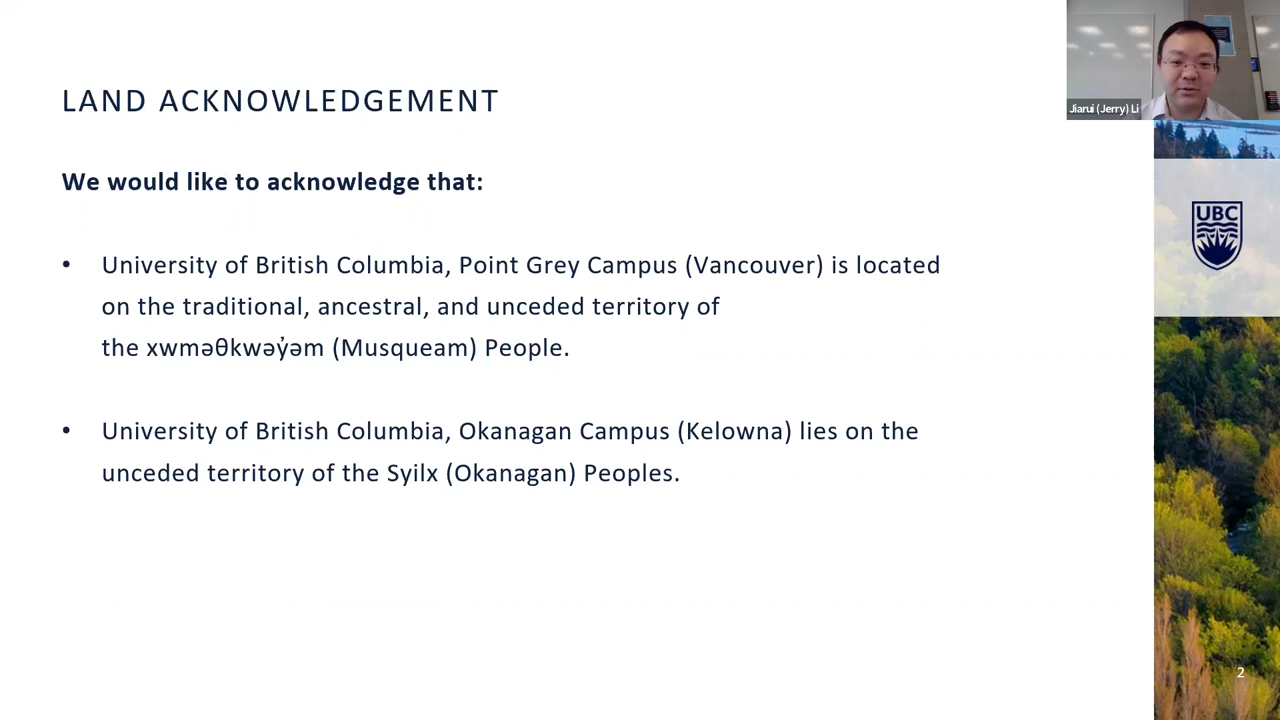 LAND ACKNOWLEDGEMENT
We would like to acknowledge that:
• University of British Columbia, Point Grey Campus (Vancouver) is located
on the traditional, ancestral, and unceded territory of
the xwməθkwəy̓əm (Musqueam) People.
• University of British Columbia, Okanagan Campus (Kelowna) lies on the
unceded territory of the Syilx (Okanagan) Peoples.
Jiarui (Jerry) Li
UBC
2